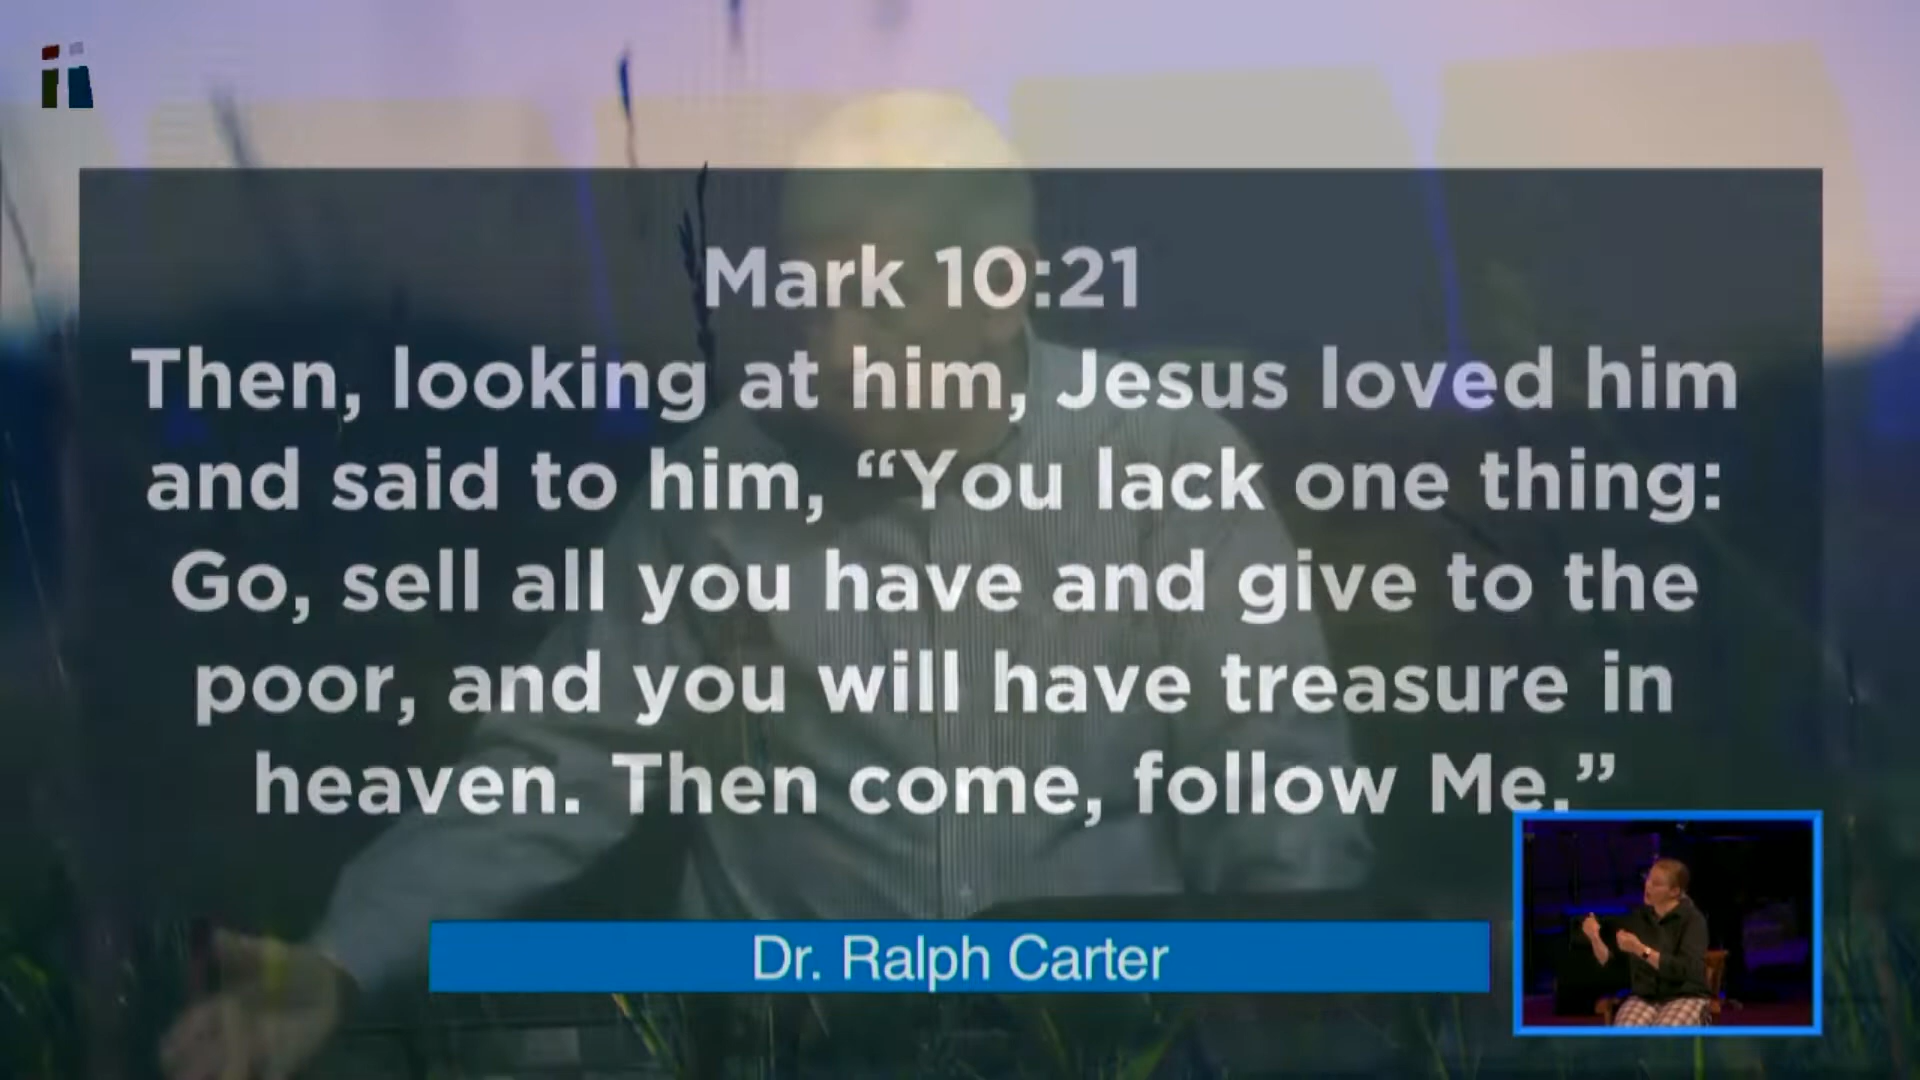 Mark 10:21
Then, looking at him, Jesus loved him
and said to him, “You lack one thing:
Go, sell all you have and give to the
poor, and you will have treasure in
heaven. Then come, follow Me.”
Dr. Ralph Carter